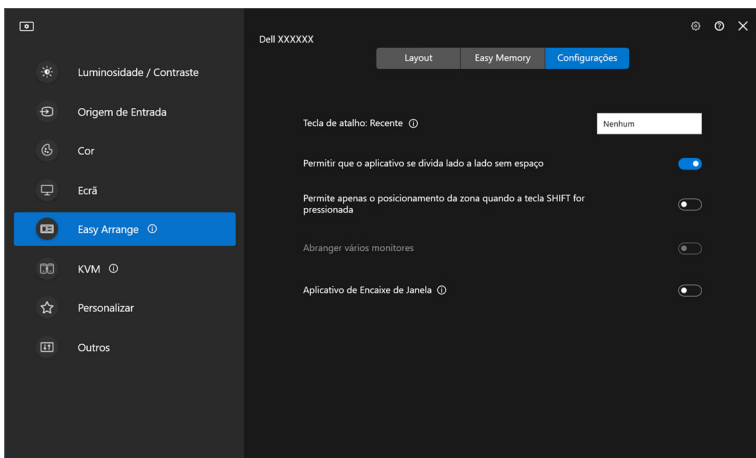 Dell XXXXXX
Layout
Easy Memory
Configurações
Luminosidade / Contraste
Origem de Entrada
Cor
Ecrã
Easy Arrange
KVM
Personalizar
Outros
Tecla de atalho: Recente
Nenhum
Permitir que o aplicativo se divida lado a lado sem espaço
Permite apenas o posicionamento da zona quando a tecla SHIFT for
pressionada
Abranger vários monitores
Aplicativo de Encaixe de Janela